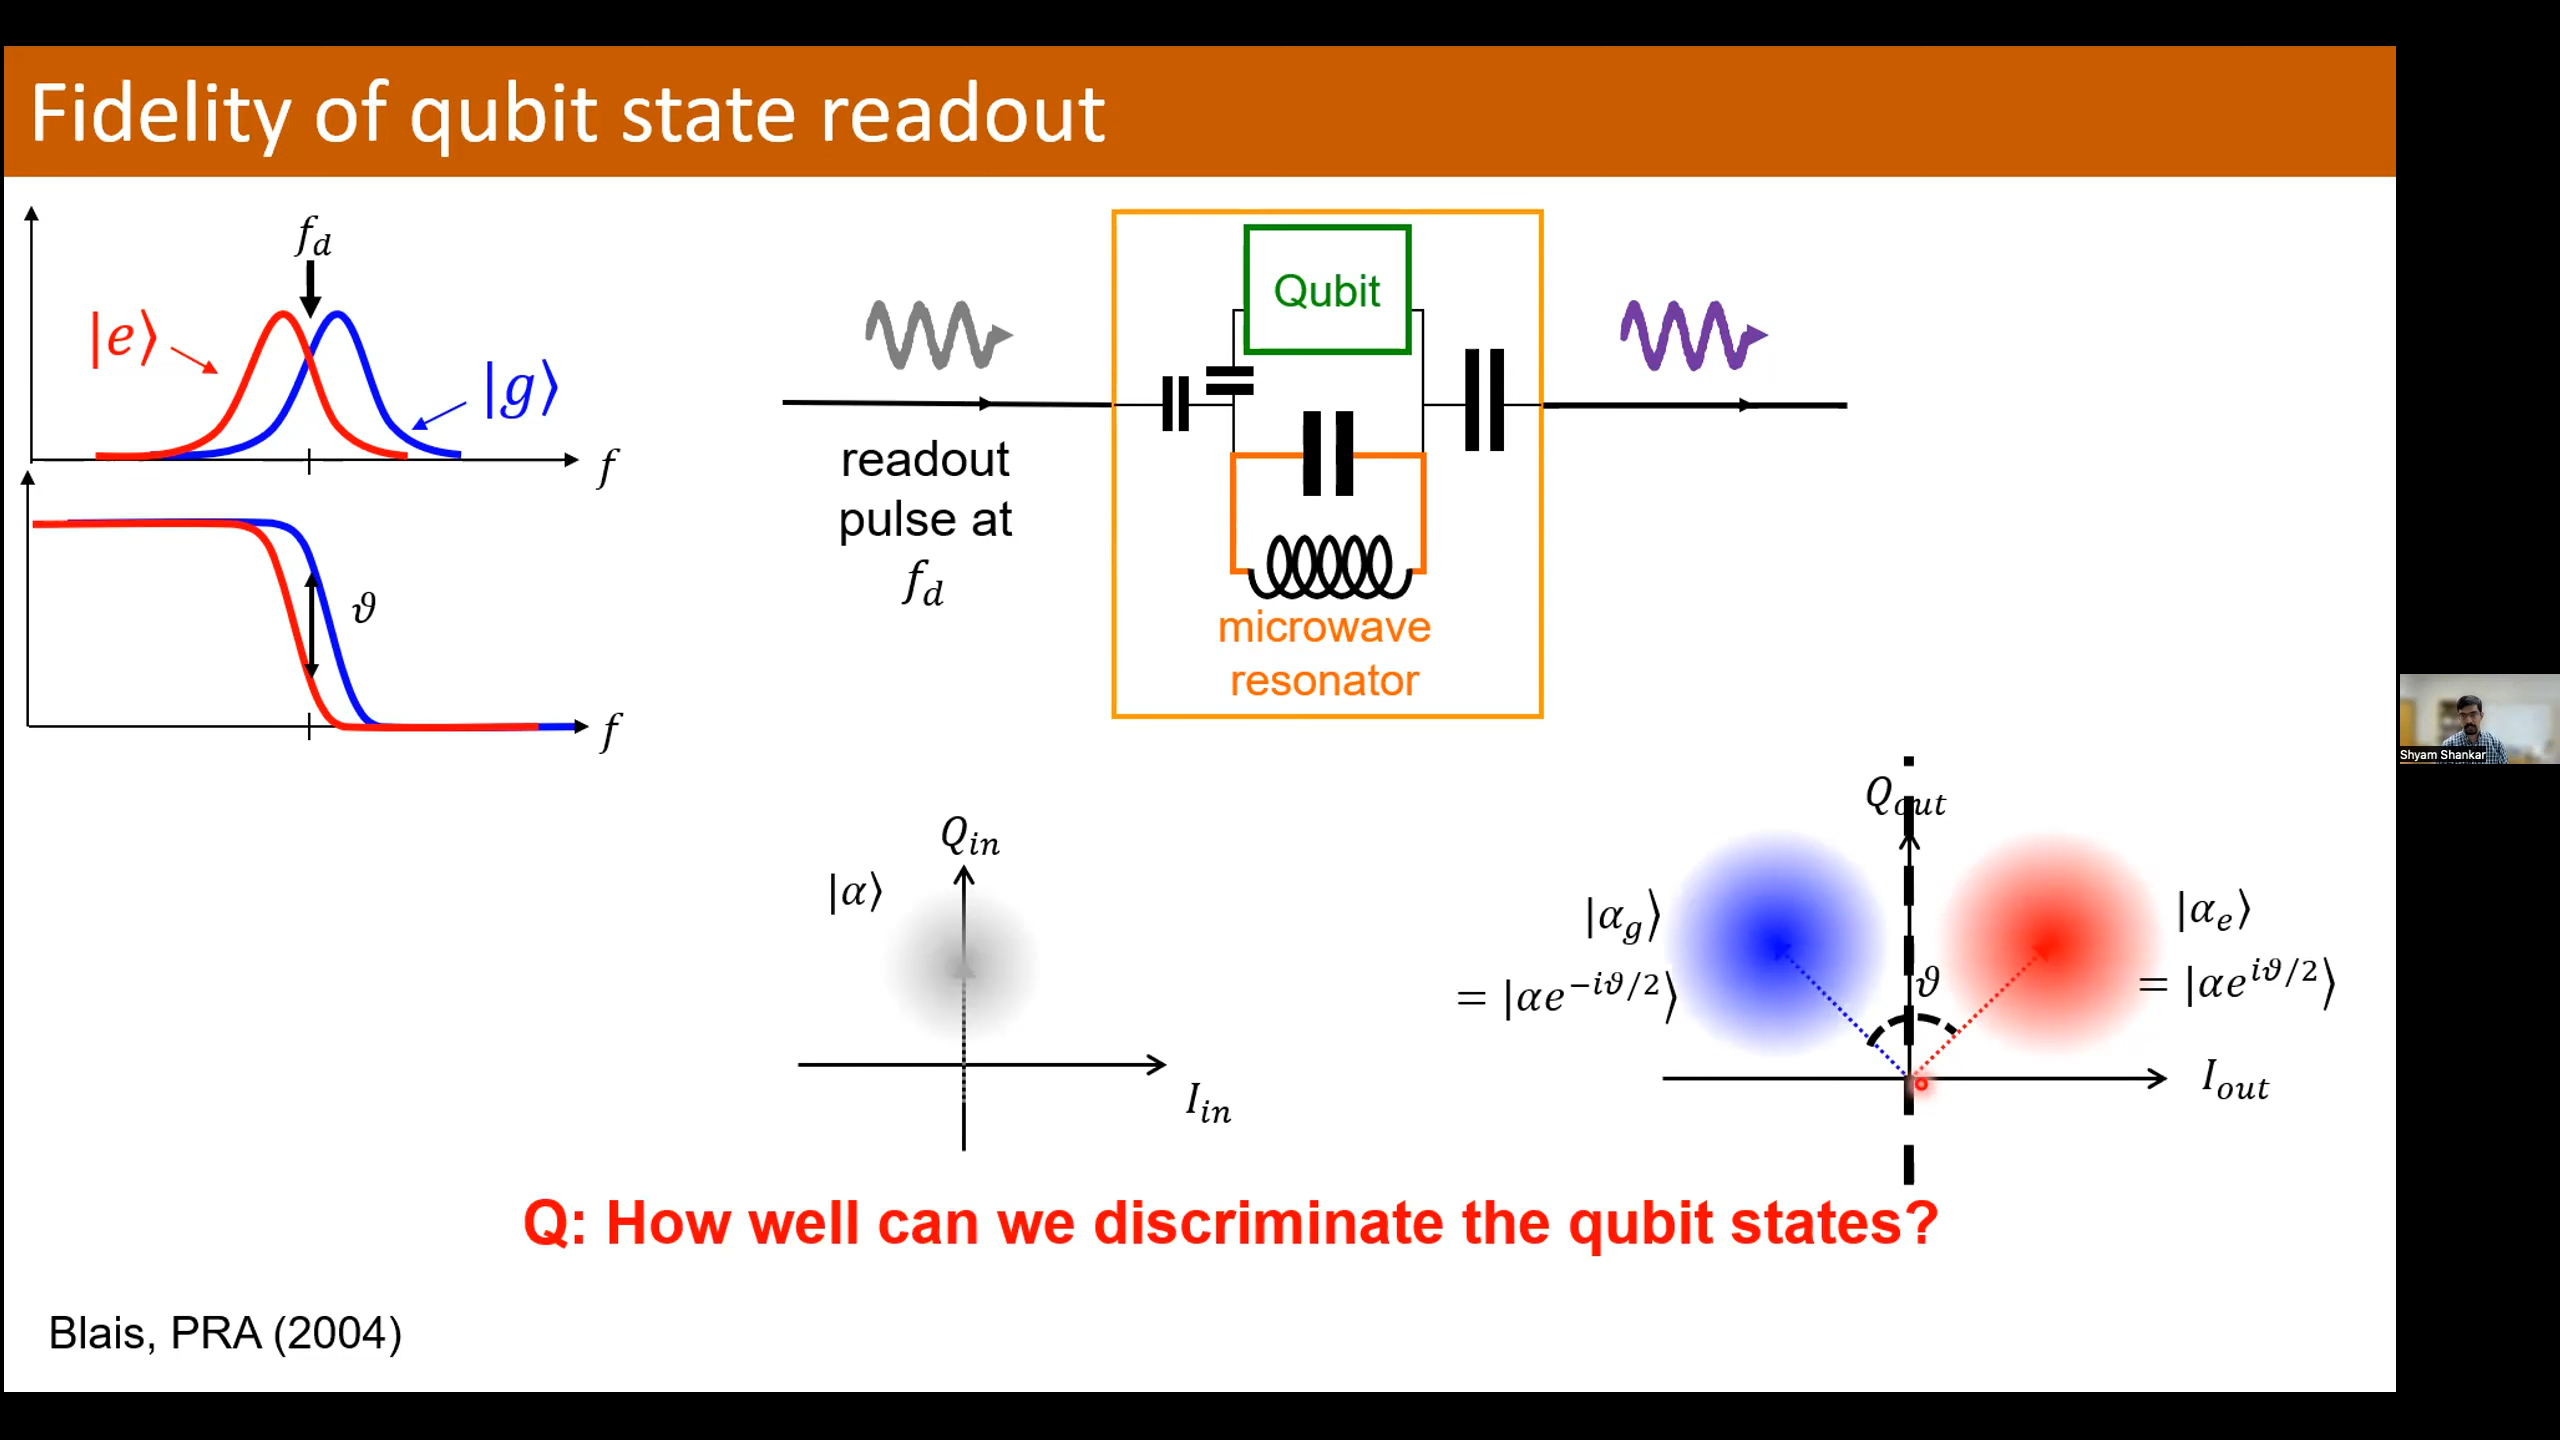 Fidelity of qubit state readout
f_d
|e⟩
|g⟩
f
ϑ
f
Qubit
readout
pulse at
f_d
microwave
resonator
Q_in
|α⟩
I_in
Q_out
|α_g⟩
= |αe^{-iϑ/2}⟩
ϑ
|α_e⟩
= |αe^{iϑ/2}⟩
I_out
Q: How well can we discriminate the qubit states?
Blais, PRA (2004)
Shyam Shankar